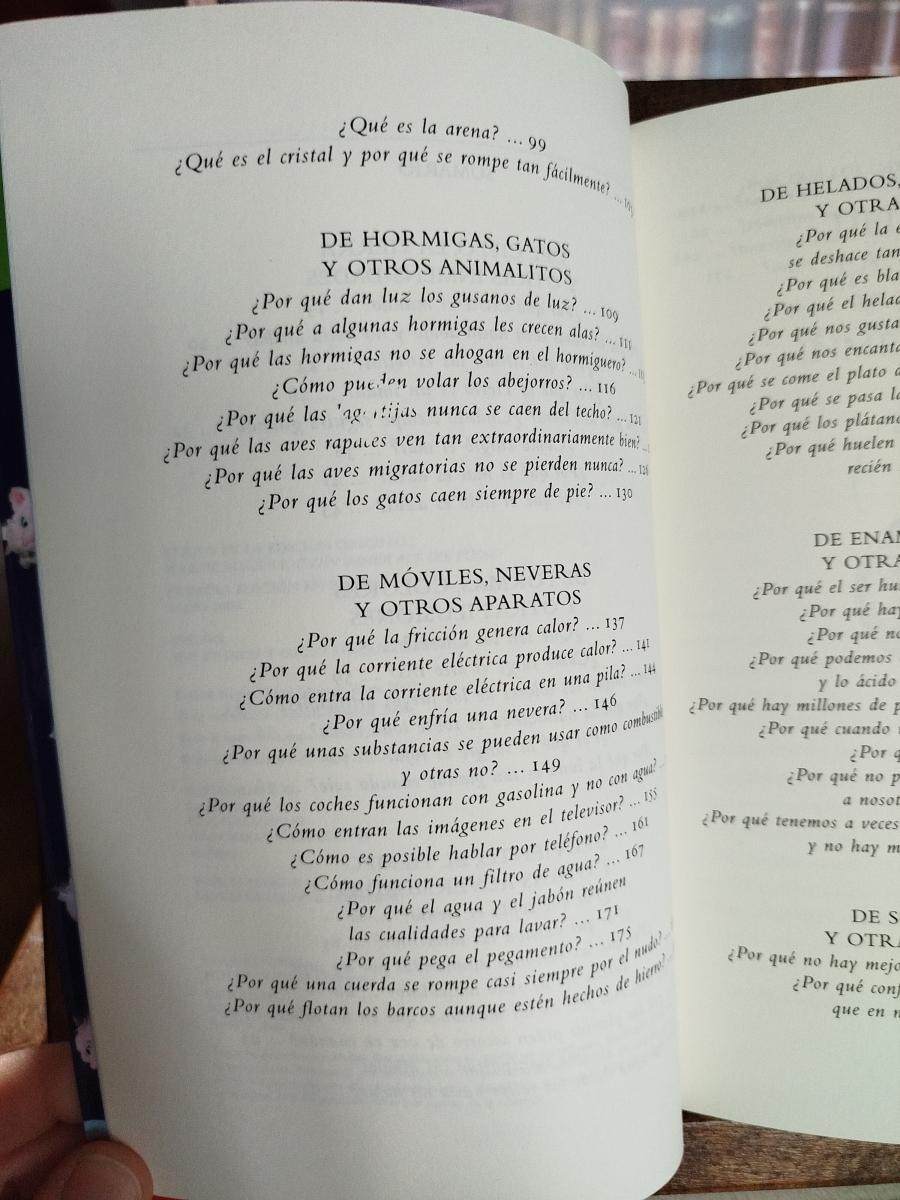 ¿Qué es la arena? ... 99
¿Qué es el cristal y por qué se rompe tan fácilmente? ...
DE HORMIGAS, GATOS
Y OTROS ANIMALITOS
¿Por qué dan luz los gusanos de luz? ... 109
¿Por qué a algunas hormigas les crecen alas? ... 111
¿Por qué las hormigas no se ahogan en el hormiguero? ...
¿Cómo pueden volar los abejorros? ... 116
¿Por qué las lagartijas nunca se caen del techo? ... 121
¿Por qué las aves rapaces ven tan extraordinariamente bien? ...
¿Por qué las aves migratorias no se pierden nunca? ... 126
¿Por qué los gatos caen siempre de pie? ... 130
DE MÓVILES, NEVERAS
Y OTROS APARATOS
¿Por qué la fricción genera calor? ... 137
¿Por qué la corriente eléctrica produce calor? ... 141
¿Cómo entra la corriente eléctrica en una pila? ... 144
¿Por qué enfría una nevera? ... 146
¿Por qué unas substancias se pueden usar como combustible
y otras no? ... 149
¿Por qué los coches funcionan con gasolina y no con agua? ...
¿Cómo entran las imágenes en el televisor? ... 155
¿Cómo es posible hablar por teléfono? ... 161
¿Cómo funciona un filtro de agua? ... 167
¿Por qué el agua y el jabón reúnen
las cualidades para lavar? ... 171
¿Por qué pega el pegamento? ... 175
¿Por qué una cuerda se rompe casi siempre por el nudo?
¿Por qué flotan los barcos aunque estén hechos de hierro?
DE HELADOS,
Y OTRA
¿Por qué la
se deshace tan
¿Por qué es bla
¿Por qué el helad
¿Por qué nos gusta
¿Por qué nos encanta
¿Por qué se come el plato
¿Por qué se pasa la
¿Por qué los plátan
¿Por qué huelen
recién
DE ENA
Y OTRA
¿Por qué el ser hu
¿Por qué hay
¿Por qué no
¿Por qué podemos
y lo ácido
¿Por qué hay millones de p
¿Por qué cuando
¿Por q
¿Por qué no p
a nosot
¿Por qué tenemos a veces
y no hay m
DE S
Y OTRA
¿Por qué no hay mejo
¿Por qué conf
que en n